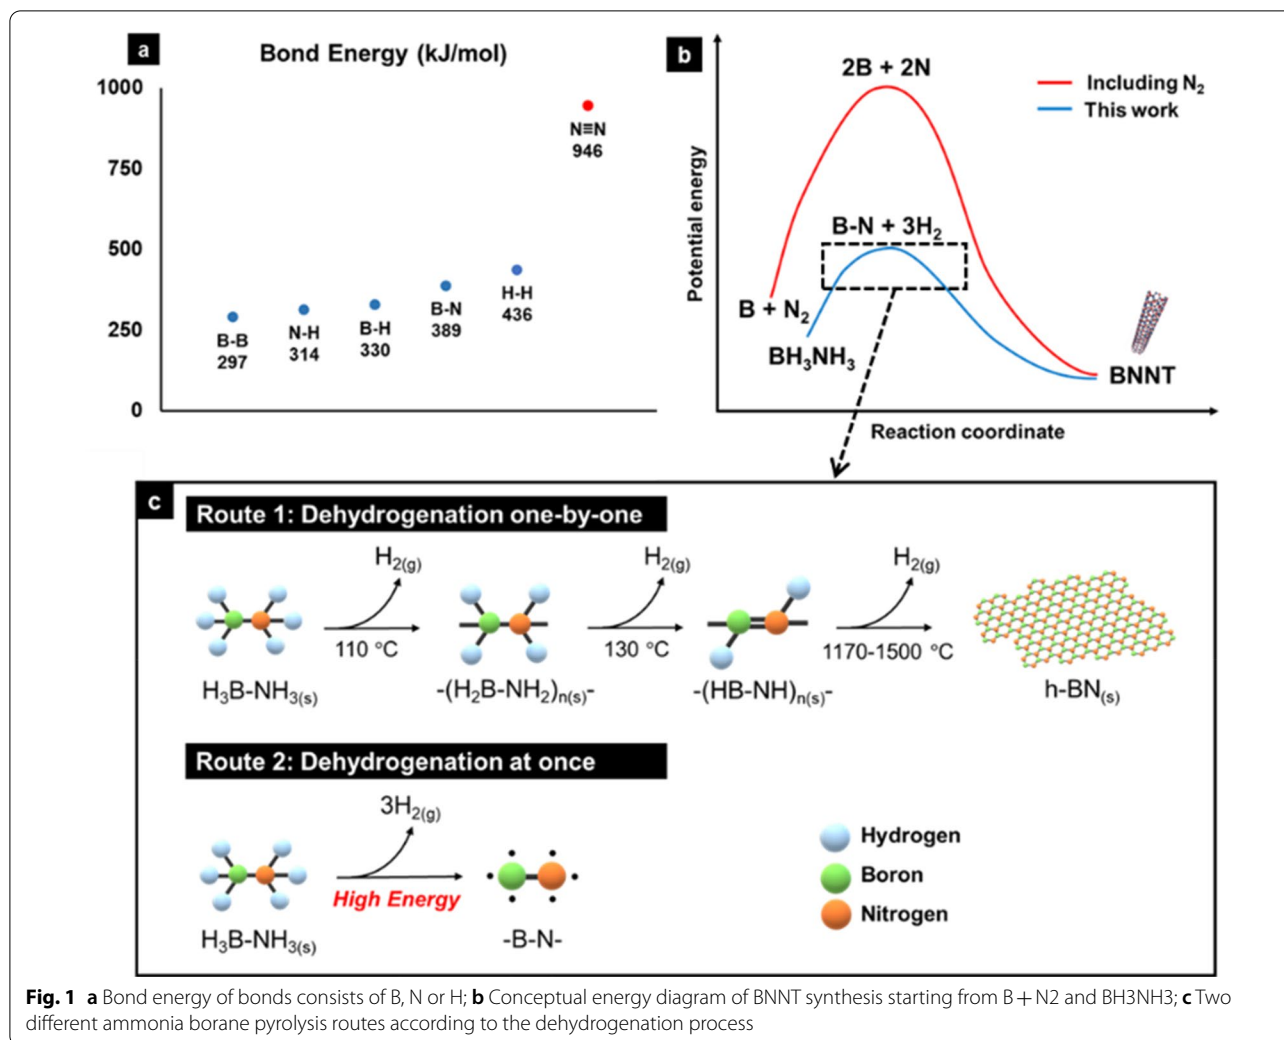 a
Bond Energy (kJ/mol)
1000
750
500
250
0
B-B
297
N-H
314
B-H
330
B-N
389
H-H
436
N≡N
946
b
Potential energy
2B + 2N
Including N₂
This work
B-N + 3H₂
B + N₂
BH₃NH₃
BNNT
Reaction coordinate
c
Route 1: Dehydrogenation one-by-one
H₂(g)
H₂(g)
H₂(g)
110 °C
130 °C
1170-1500 °C
H₃B-NH₃(s)
-(H₂B-NH₂)n(s)-
-(HB-NH)n(s)-
h-BN(s)
Route 2: Dehydrogenation at once
3H₂(g)
High Energy
H₃B-NH₃(s)
-B-N-
Hydrogen
Boron
Nitrogen
Fig. 1 a Bond energy of bonds consists of B, N or H; b Conceptual energy diagram of BNNT synthesis starting from B + N2 and BH3NH3; c Two
different ammonia borane pyrolysis routes according to the dehydrogenation process